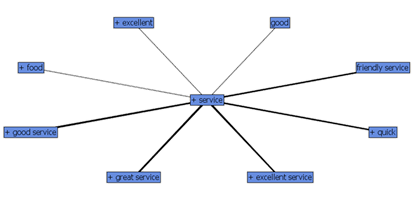 + excellent
good
+ food
friendly service
+ service
+ good service
+ quick
+ great service
+ excellent service